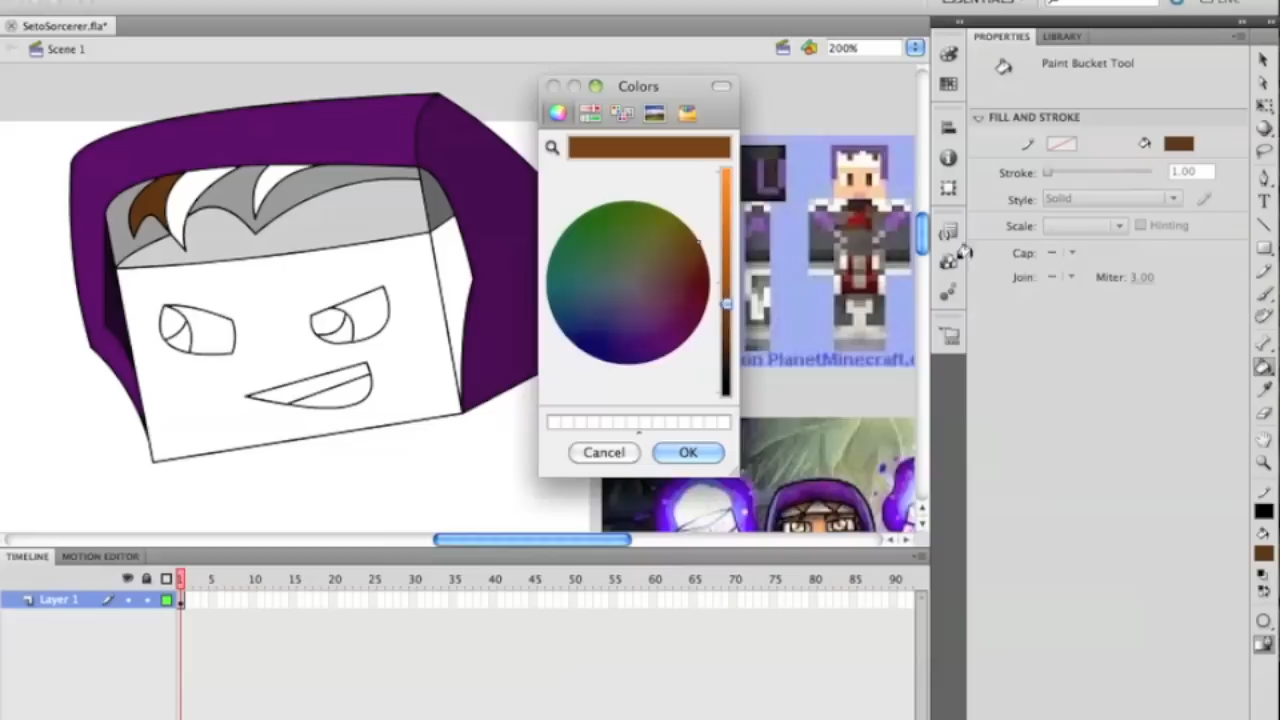 ESSENTIALS
SetoSorcerer.fla*
Scene 1
200%
Colors
Cancel
OK
on PlanetMinecraft.c
PROPERTIES
LIBRARY
Paint Bucket Tool
FILL AND STROKE
Stroke:
1.00
Style:
Solid
Scale:
Hinting
Cap:
Join:
Miter: 3.00
TIMELINE
MOTION EDITOR
1 5 10 15 20 25 30 35 40 45 50 55 60 65 70 75 80 85 90
Layer 1